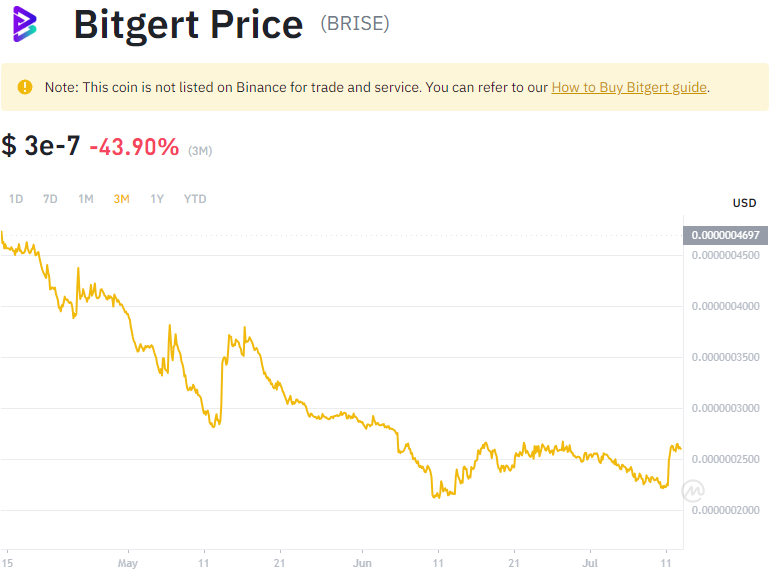 Bitgert Price (BRISE)
Note: This coin is not listed on Binance for trade and service. You can refer to our How to Buy Bitgert guide.
$ 3e-7 -43.90% (3M)
1D 7D 1M 3M 1Y YTD
USD
0.0000004697
0.0000004500
0.0000004000
0.0000003500
0.0000003000
0.0000002500
0.0000002000
15 May 11 21 Jun 11 21 Jul 11